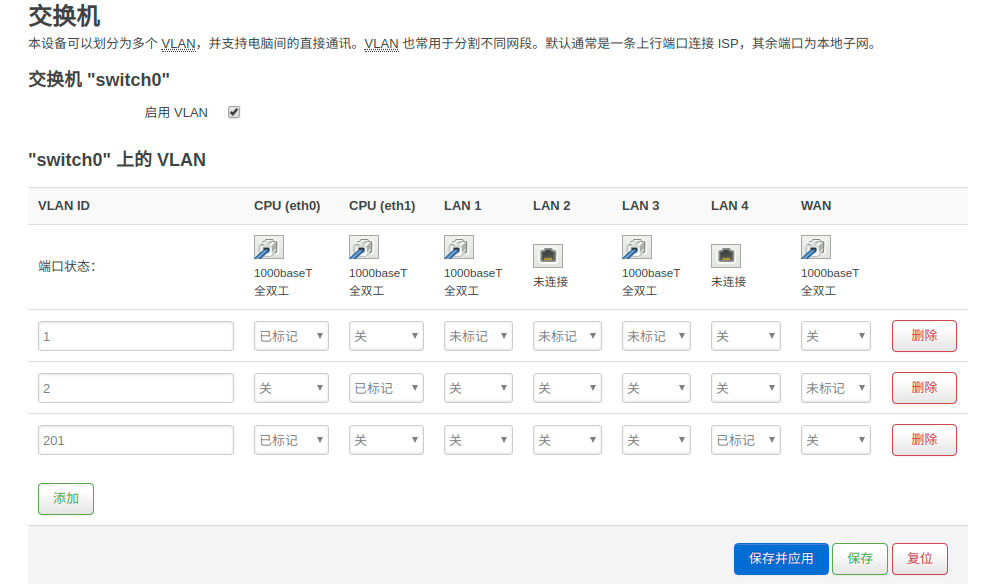 交换机
本设备可以划分为多个 VLAN，并支持电脑间的直接通讯。VLAN 也常用于分割不同网段。默认通常是一条上行端口连接 ISP，其余端口为本地子网。
交换机 "switch0"
启用 VLAN
"switch0" 上的 VLAN
VLAN ID CPU (eth0) CPU (eth1) LAN 1 LAN 2 LAN 3 LAN 4 WAN
端口状态： 1000baseT 全双工 1000baseT 全双工 1000baseT 全双工 未连接 1000baseT 全双工 未连接 1000baseT 全双工
1 已标记 关 未标记 未标记 未标记 关 关 删除
2 关 已标记 关 关 关 关 未标记 删除
201 已标记 关 关 关 关 已标记 关 删除
添加
保存并应用 保存 复位